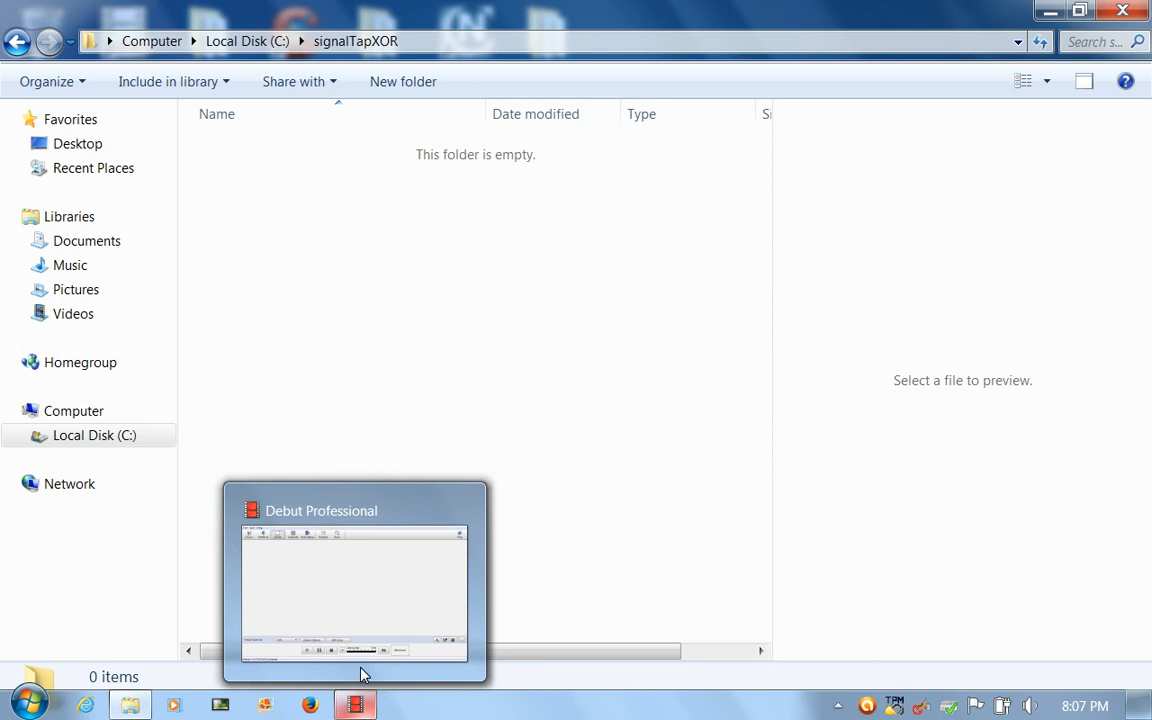 Computer Local Disk (C:) signalTapXOR
Search s...
Organize Include in library Share with New folder
Name Date modified Type Si
This folder is empty.
Favorites
Desktop
Recent Places
Libraries
Documents
Music
Pictures
Videos
Homegroup
Computer
Local Disk (C:)
Network
Select a file to preview.
Debut Professional
0 items
TPM
8:07 PM